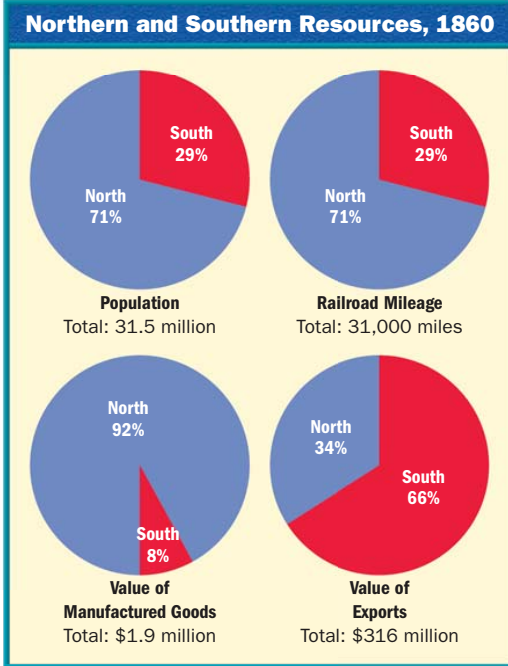 Northern and Southern Resources, 1860
South
29%
North
71%
Population
Total: 31.5 million
South
29%
North
71%
Railroad Mileage
Total: 31,000 miles
North
92%
South
8%
Value of
Manufactured Goods
Total: $1.9 million
North
34%
South
66%
Value of
Exports
Total: $316 million